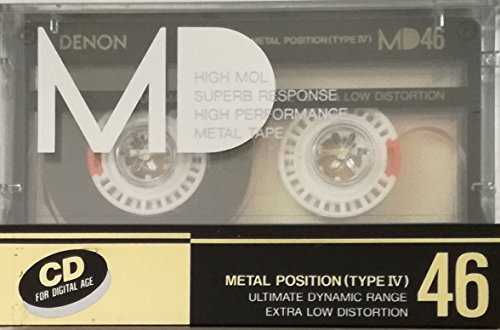 DENON
METAL POSITION (TYPE IV) MD46
MD
HIGH MOL
SUPERB RESPONSE
LOW DISTORTION
HIGH PERFORMANCE
METAL TAPE
CD
FOR DIGITAL AGE
METAL POSITION (TYPE IV)
ULTIMATE DYNAMIC RANGE
EXTRA LOW DISTORTION
46